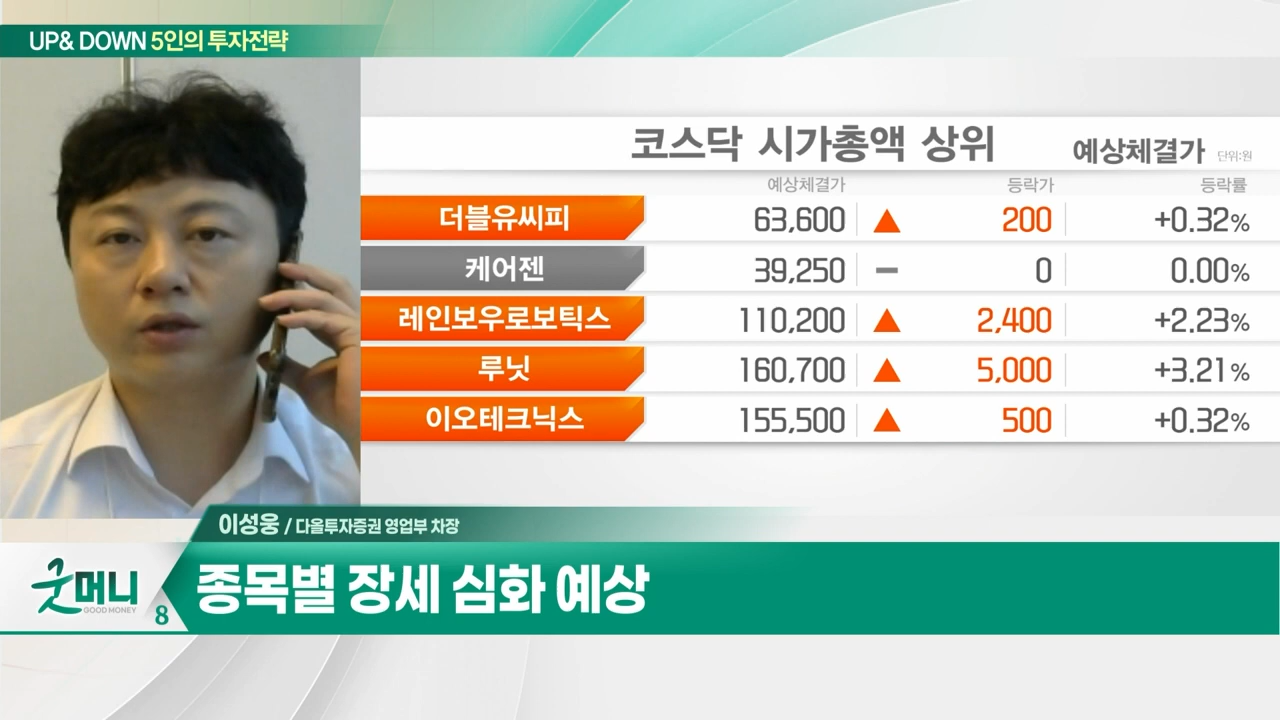 UP& DOWN 5인의 투자전략
코스닥 시가총액 상위 예상체결가 단위:원
예상체결가 등락가 등락률
더블유씨피 63,600 ▲ 200 +0.32%
케어젠 39,250 − 0 0.00%
레인보우로보틱스 110,200 ▲ 2,400 +2.23%
루닛 160,700 ▲ 5,000 +3.21%
이오테크닉스 155,500 ▲ 500 +0.32%
이성웅 / 다올투자증권 영업부 차장
굿머니
GOOD MONEY
8
종목별 장세 심화 예상